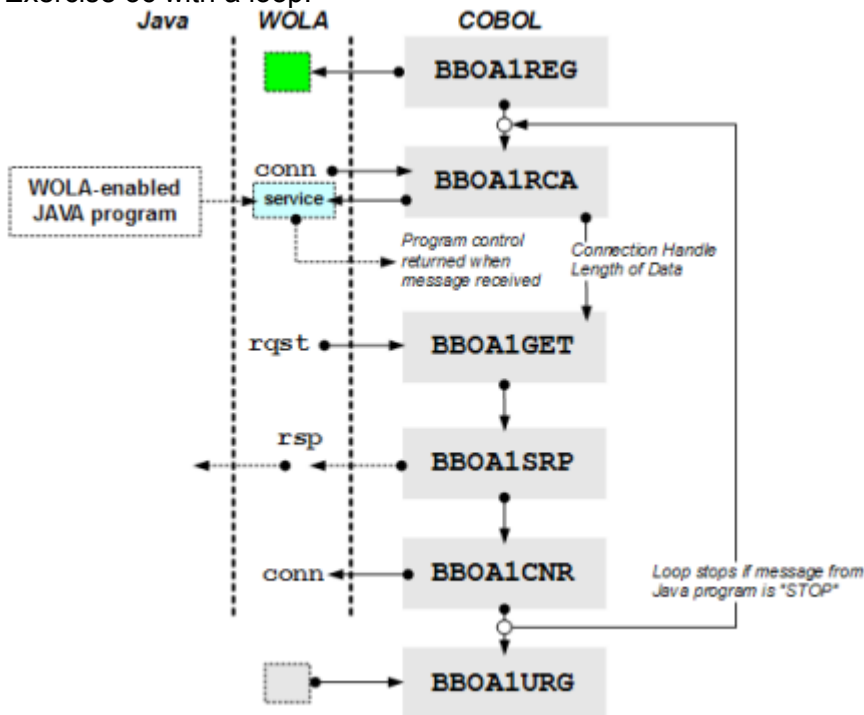 Java WOLA COBOL
BBOA1REG
conn
BBOA1RCA
WOLA-enabled
JAVA program
service
Program control
returned when
message received
Connection Handle
Length of Data
rqst
BBOA1GET
rsp
BBOA1SRP
conn
BBOA1CNR
Loop stops if message from
Java program is "STOP"
BBOA1URG